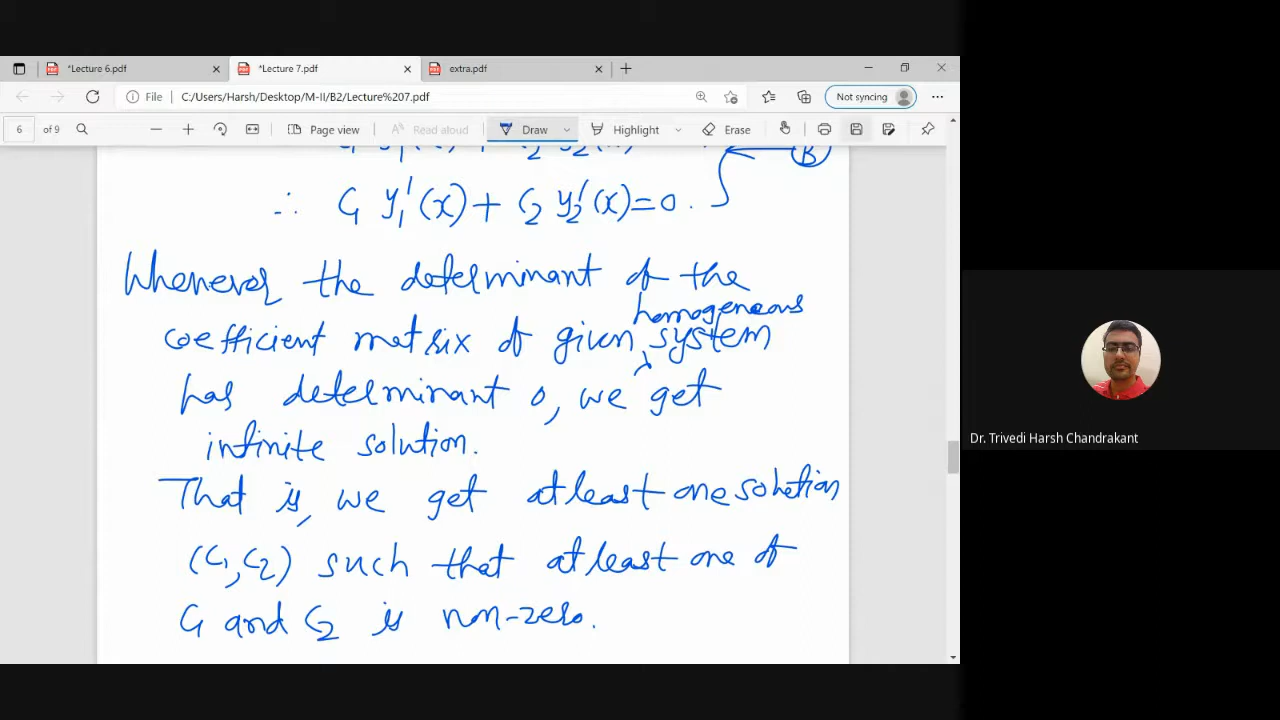 *Lecture 6.pdf
*Lecture 7.pdf
extra.pdf
File
C:/Users/Harsh/Desktop/M-II/B2/Lecture%207.pdf
Not syncing
6 of 9
Page view
Read aloud
Draw
Highlight
Erase
B
∴ C1 y1'(x) + C2 y2'(x) = 0.
Whenever the determinant of the
homogeneous
coefficient matrix of given system
has determinant 0, we get
infinite solution.
That is, we get atleast one solution
(C1, C2) such that atleast one of
C1 and C2 is non-zero.
Dr. Trivedi Harsh Chandrakant